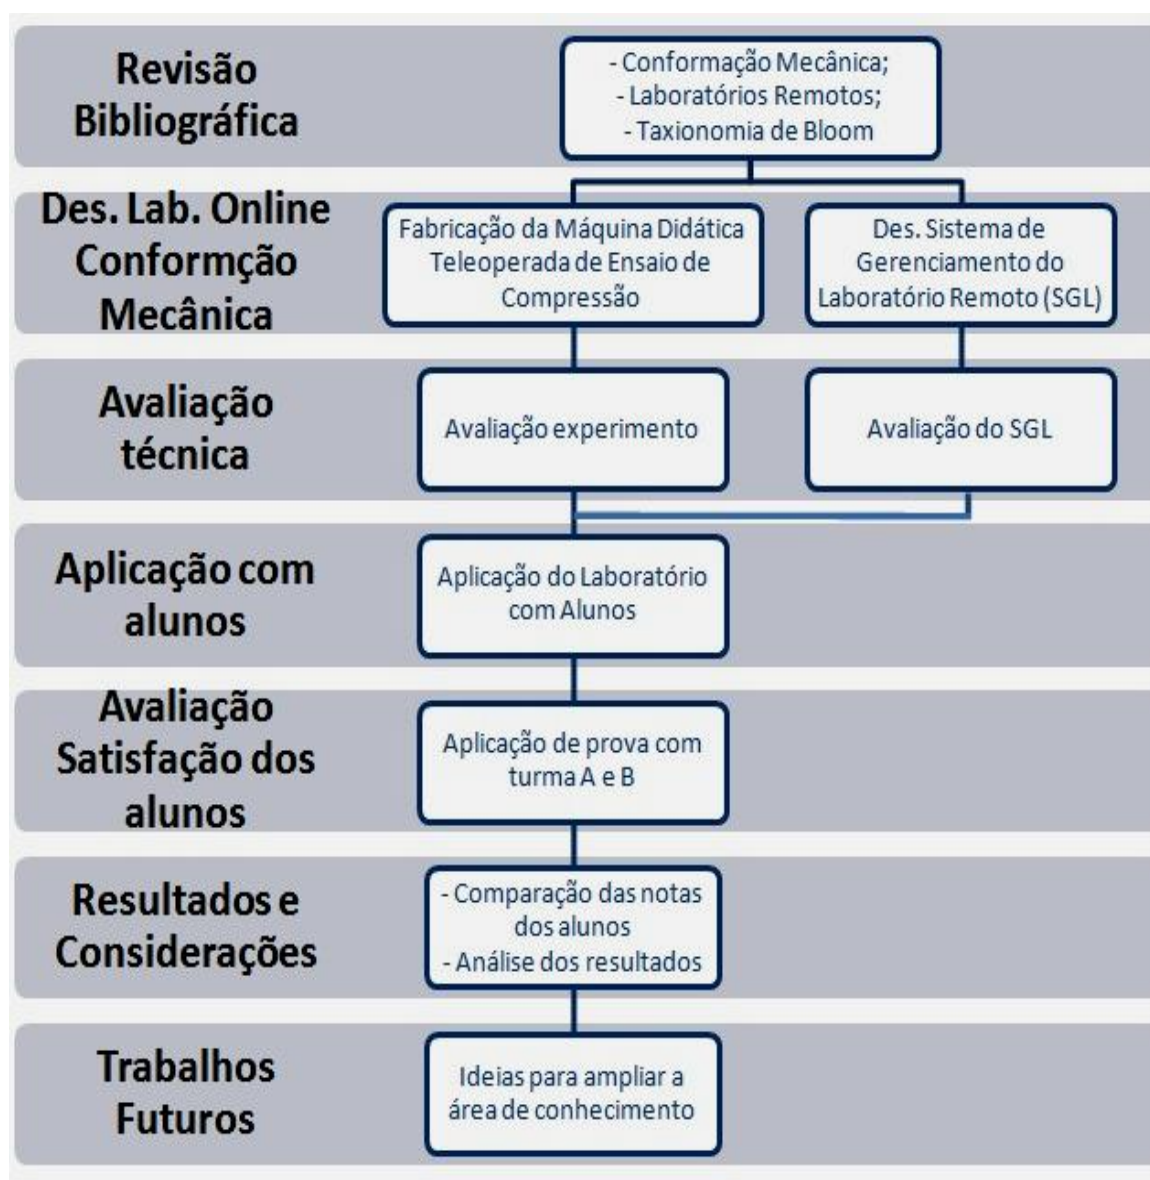 Revisão
Bibliográfica
- Conformação Mecânica;
- Laboratórios Remotos;
- Taxionomia de Bloom
Des. Lab. Online
Conformção
Mecânica
Fabricação da Máquina Didática
Teleoperada de Ensaio de
Compressão
Des. Sistema de
Gerenciamento do
Laboratório Remoto (SGL)
Avaliação
técnica
Avaliação experimento
Avaliação do SGL
Aplicação com
alunos
Aplicação do Laboratório
com Alunos
Avaliação
Satisfação dos
alunos
Aplicação de prova com
turma A e B
Resultados e
Considerações
- Comparação das notas
dos alunos
- Análise dos resultados
Trabalhos
Futuros
Ideias para ampliar a
área de conhecimento